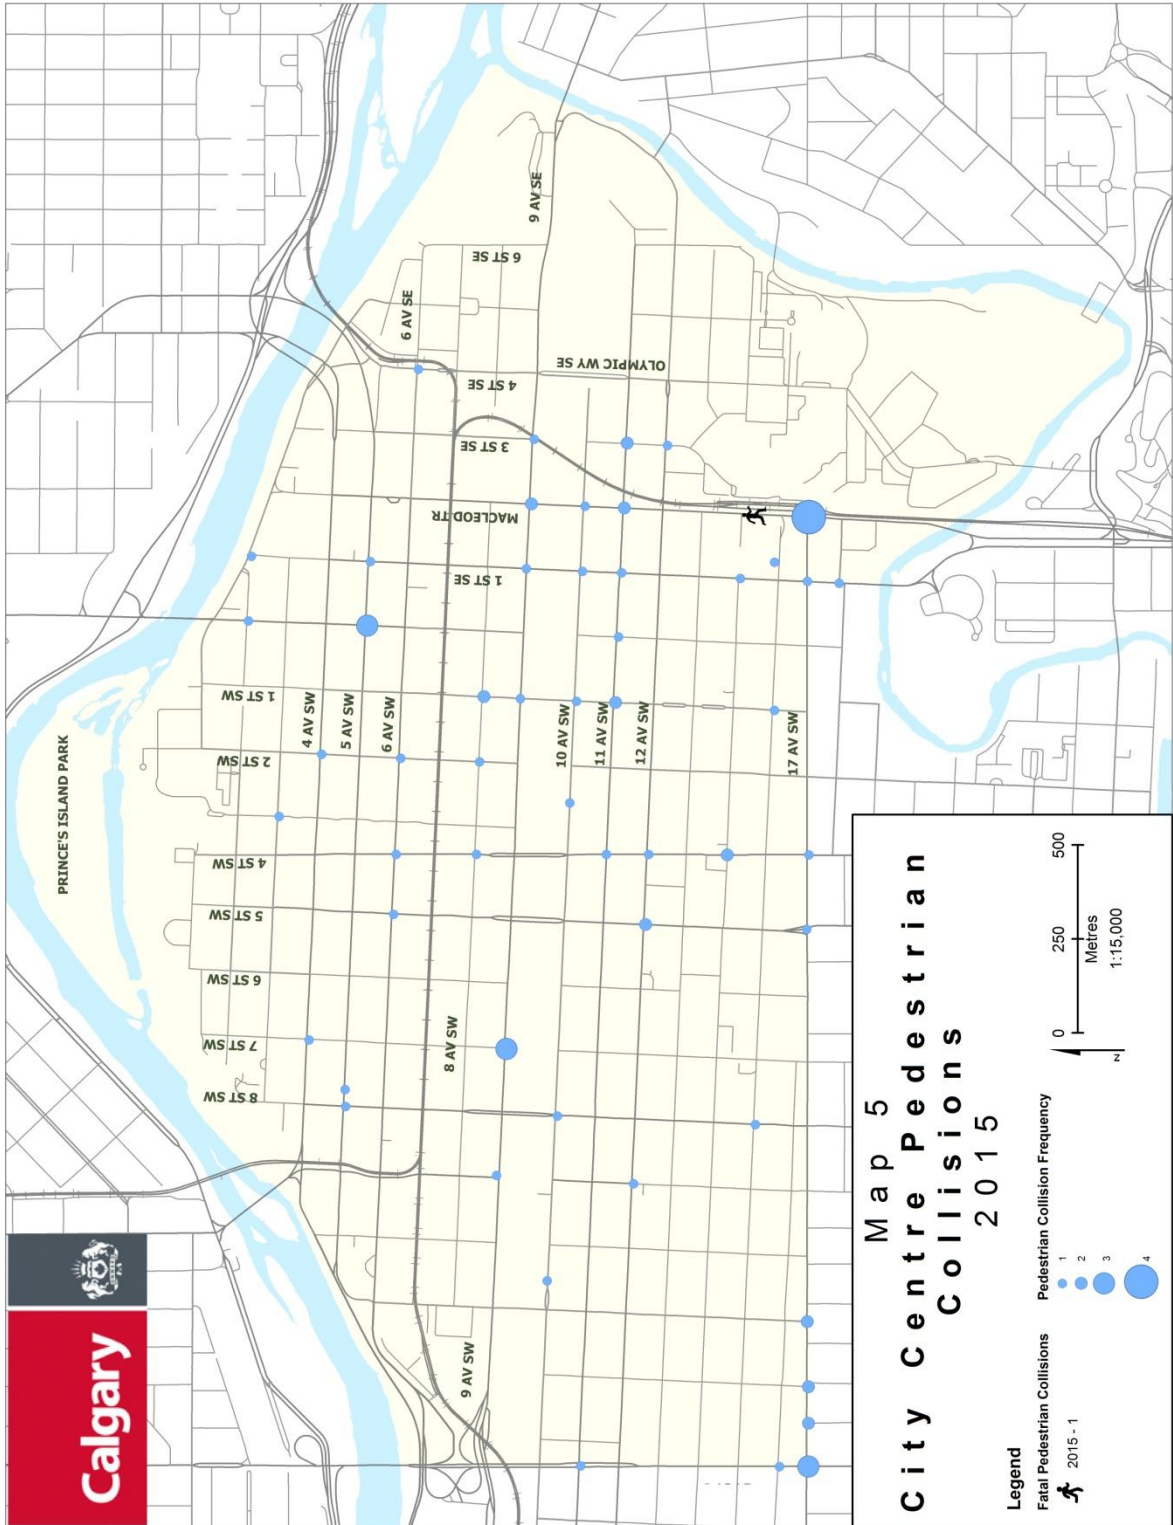 Calgary
PRINCE'S ISLAND PARK
8 ST SW
7 ST SW
6 ST SW
5 ST SW
4 ST SW
2 ST SW
1 ST SW
4 AV SW
5 AV SW
6 AV SW
8 AV SW
9 AV SW
10 AV SW
11 AV SW
12 AV SW
17 AV SW
1 ST SE
MACLEOD TR
3 ST SE
4 ST SE
6 ST SE
6 AV SE
9 AV SE
OLYMPIC WY SE
Map 5
City Centre Pedestrian
Collisions
2015
Legend
Fatal Pedestrian Collisions
2015 - 1
Pedestrian Collision Frequency
1
2
3
4
N
0 250 500
Metres
1:15,000